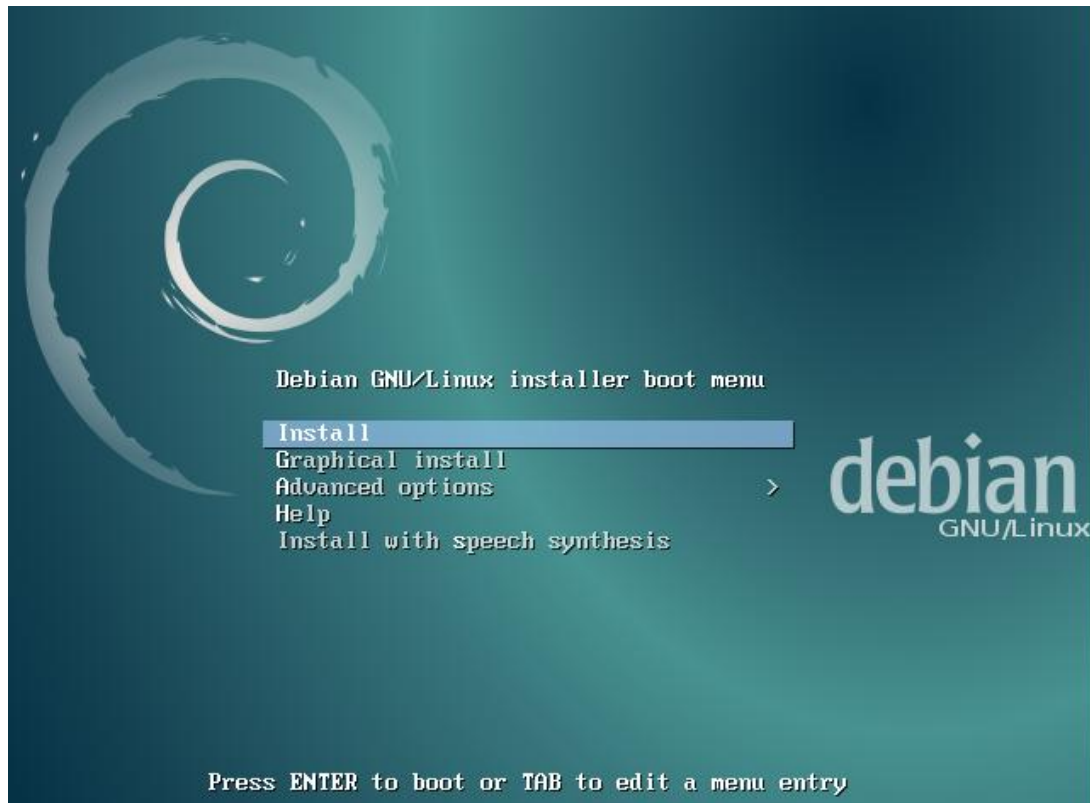 Debian GNU/Linux installer boot menu
Install
Graphical install
Advanced options >
Help
Install with speech synthesis
debian
GNU/Linux
Press ENTER to boot or TAB to edit a menu entry